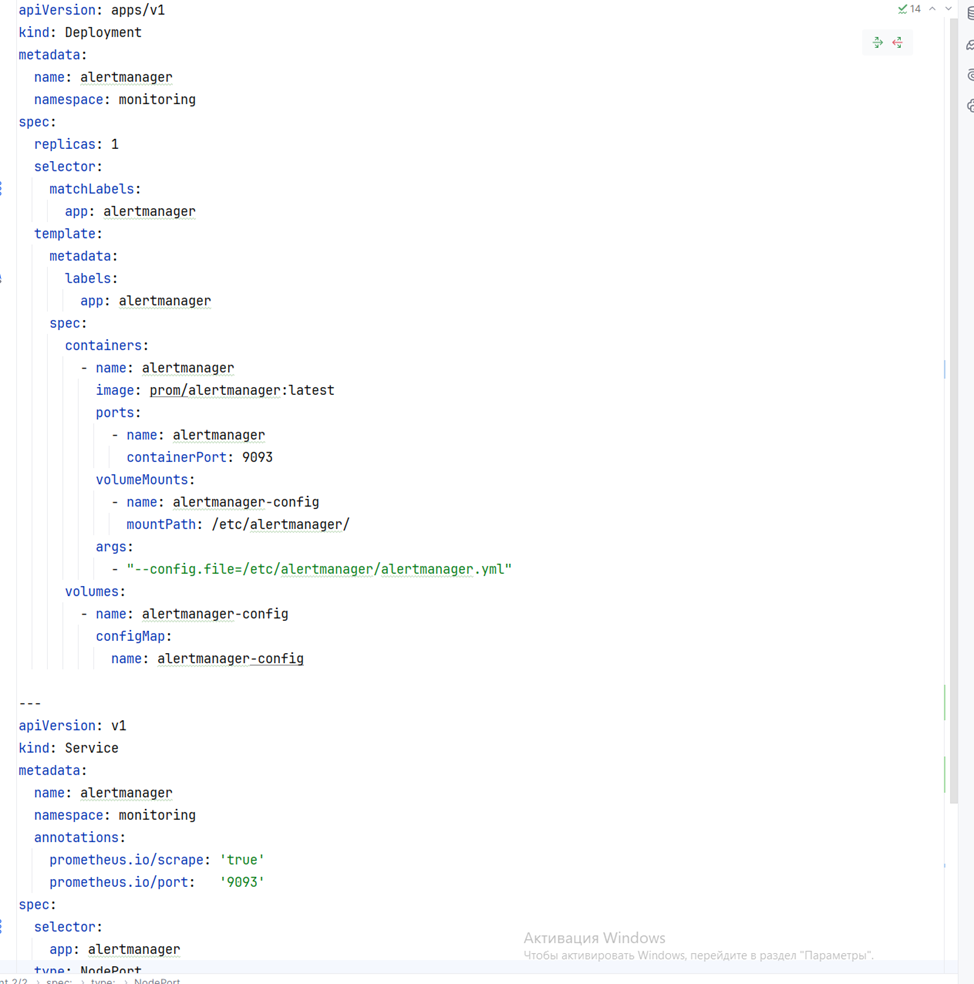 apiVersion: apps/v1
14
kind: Deployment
metadata:
  name: alertmanager
  namespace: monitoring
spec:
  replicas: 1
  selector:
    matchLabels:
      app: alertmanager
  template:
    metadata:
      labels:
        app: alertmanager
    spec:
      containers:
        - name: alertmanager
          image: prom/alertmanager:latest
          ports:
            - name: alertmanager
              containerPort: 9093
          volumeMounts:
            - name: alertmanager-config
              mountPath: /etc/alertmanager/
          args:
            - "--config.file=/etc/alertmanager/alertmanager.yml"
      volumes:
        - name: alertmanager-config
          configMap:
            name: alertmanager-config

---
apiVersion: v1
kind: Service
metadata:
  name: alertmanager
  namespace: monitoring
  annotations:
    prometheus.io/scrape: 'true'
    prometheus.io/port:   '9093'
spec:
  selector:
    app: alertmanager
  type: NodePort
Активация Windows
Чтобы активировать Windows, перейдите в раздел "Параметры".
nt 2/2 › spec: › type: › NodePort